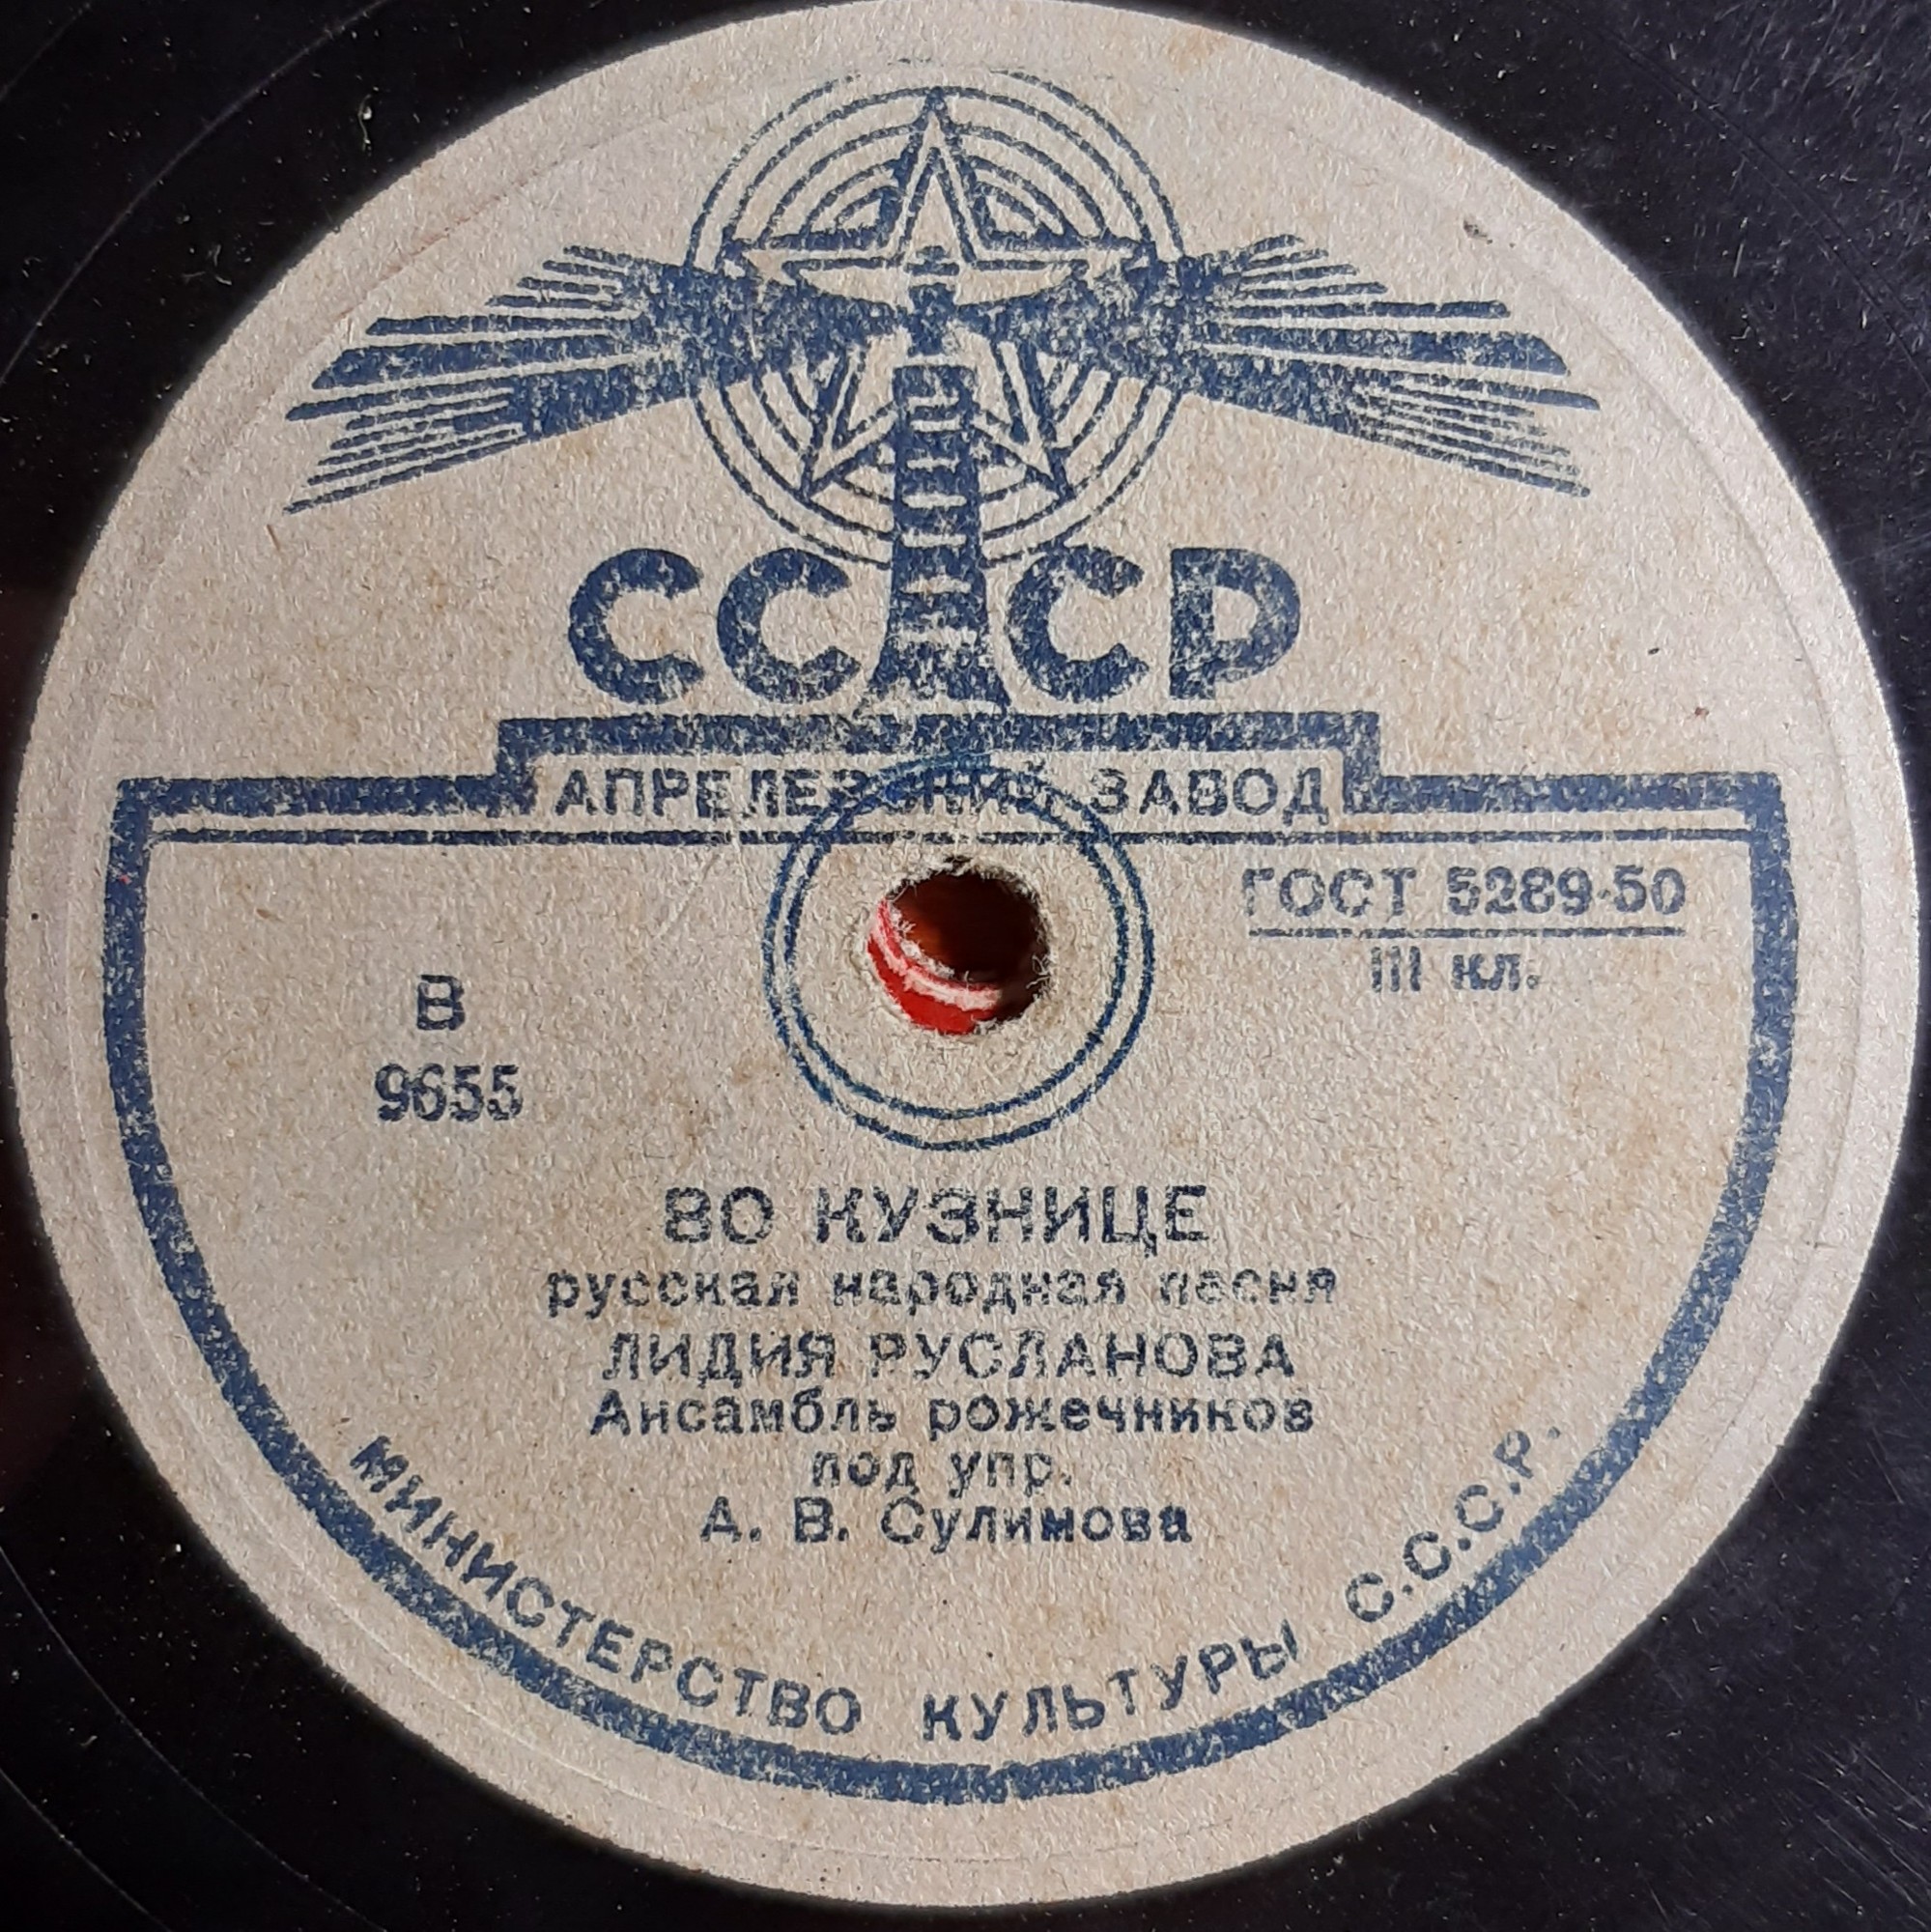 СССР
АПРЕЛЕВСКИЙ ЗАВОД
ГОСТ 5289-50
III кл.
В
9655
ВО КУЗНИЦЕ
русская народная песня
ЛИДИЯ РУСЛАНОВА
Ансамбль рожечников
под упр.
А. В. Сулимова
МИНИСТЕРСТВО КУЛЬТУРЫ С.С.С.Р.